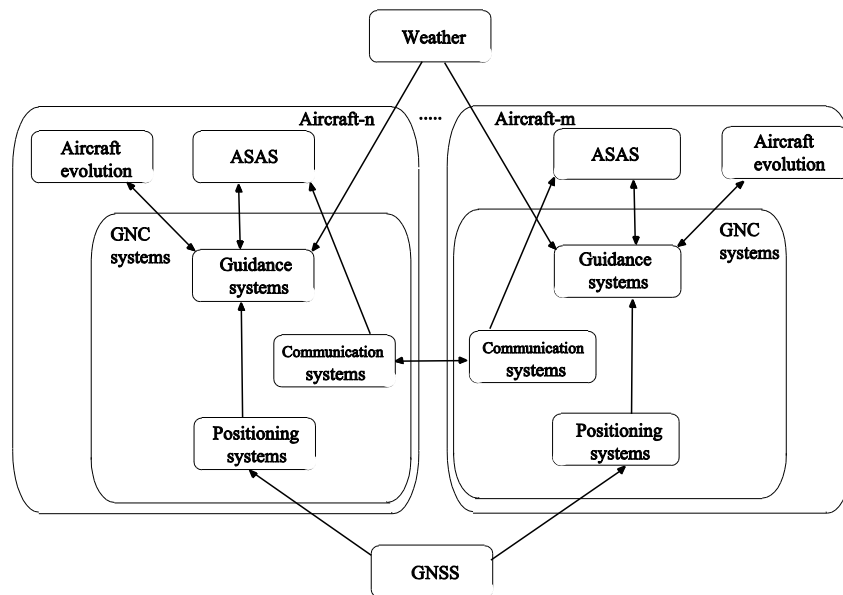 Weather
Aircraft-n
.....
Aircraft-m
Aircraft
evolution
ASAS
ASAS
Aircraft
evolution
GNC
systems
Guidance
systems
Guidance
systems
GNC
systems
Communication
systems
Communication
systems
Positioning
systems
Positioning
systems
GNSS